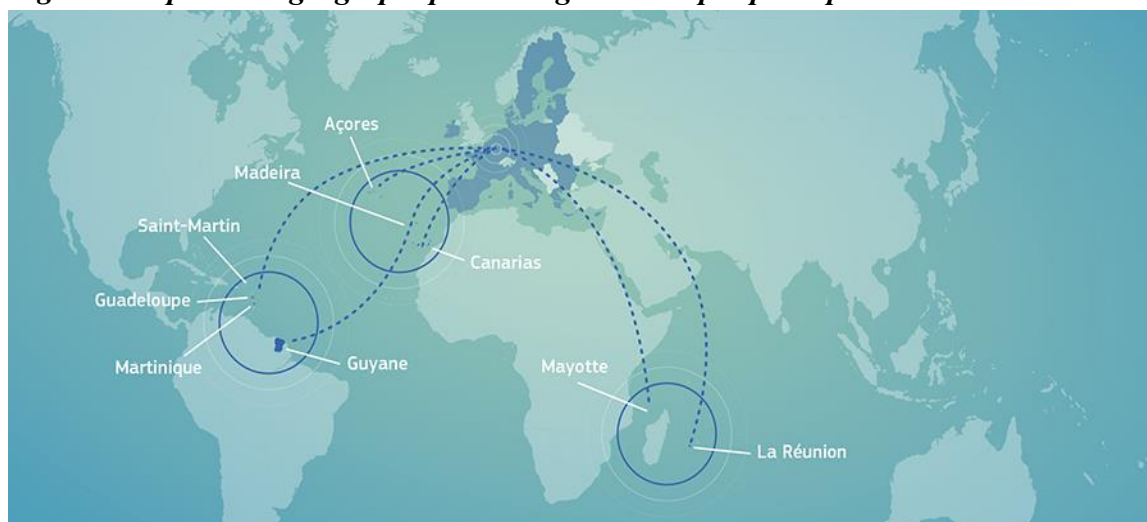 Açores
Madeira
Saint-Martin
Canarias
Guadeloupe
Martinique
Guyane
Mayotte
La Réunion